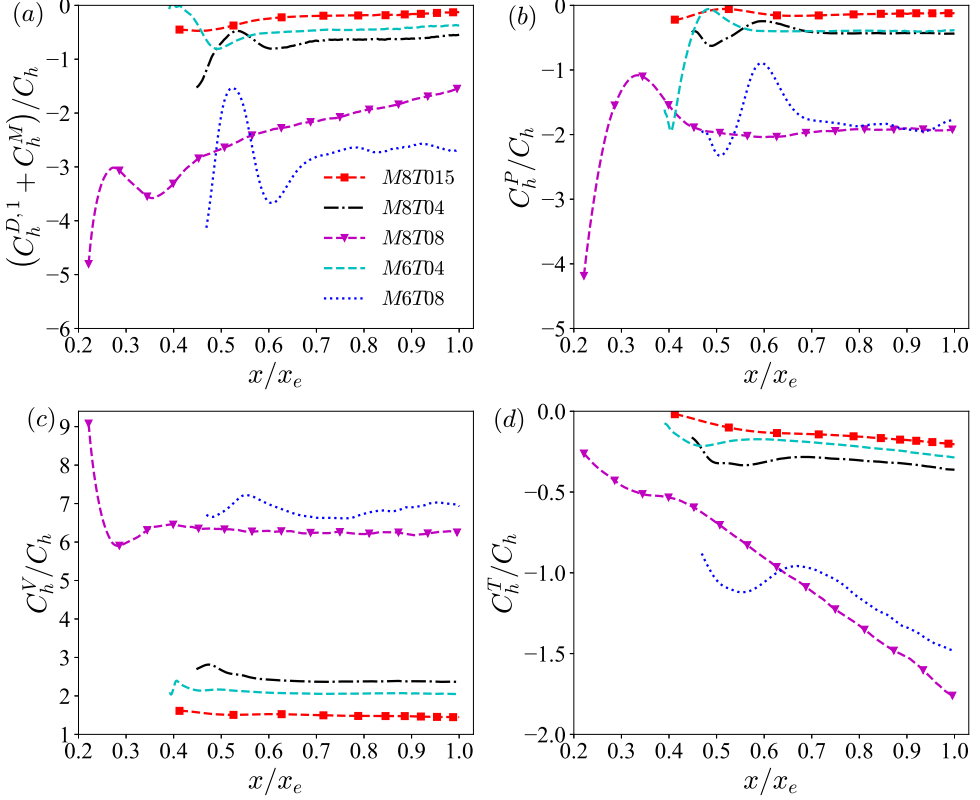 (a)
0
−1
−2
−3
−4
−5
−6
(C_h^{D,1} + C_h^M)/C_h
0.2 0.3 0.4 0.5 0.6 0.7 0.8 0.9 1.0
x/x_e
M8T015
M8T04
M8T08
M6T04
M6T08
(b)
0
−1
−2
−3
−4
−5
C_h^P/C_h
0.2 0.3 0.4 0.5 0.6 0.7 0.8 0.9 1.0
x/x_e
(c)
9
8
7
6
5
4
3
2
1
C_h^V/C_h
0.2 0.3 0.4 0.5 0.6 0.7 0.8 0.9 1.0
x/x_e
(d)
0.0
−0.5
−1.0
−1.5
−2.0
C_h^T/C_h
0.2 0.3 0.4 0.5 0.6 0.7 0.8 0.9 1.0
x/x_e